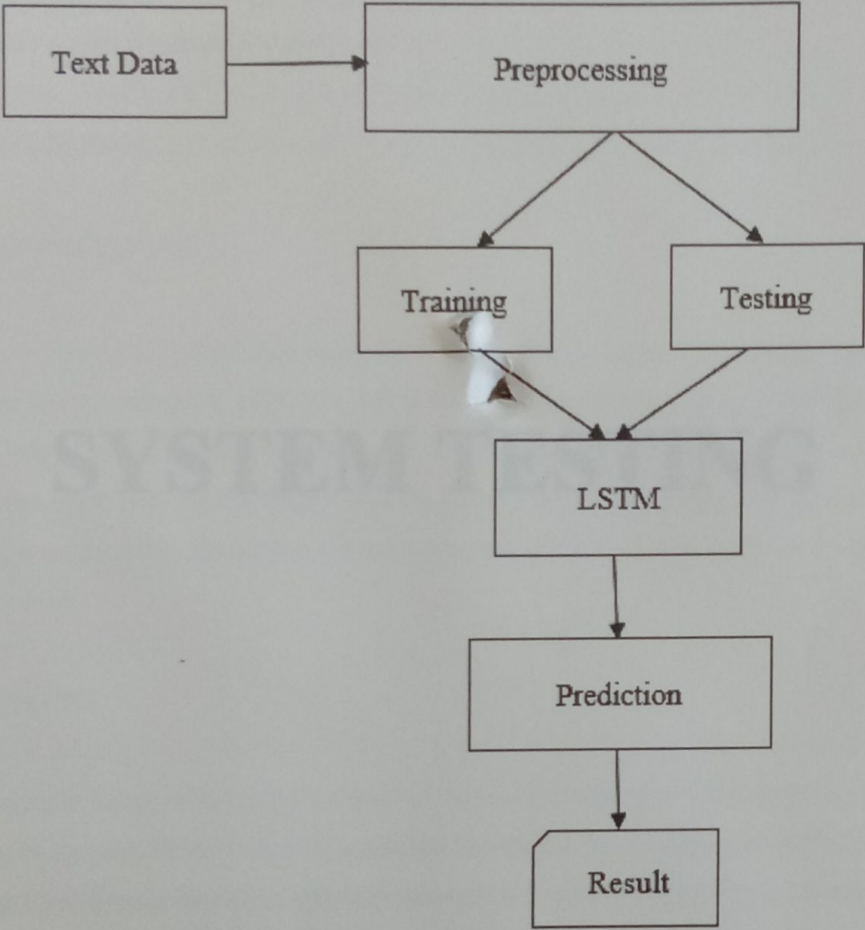 Text Data
Preprocessing
Training
Testing
SYSTEM TESTING
LSTM
Prediction
Result